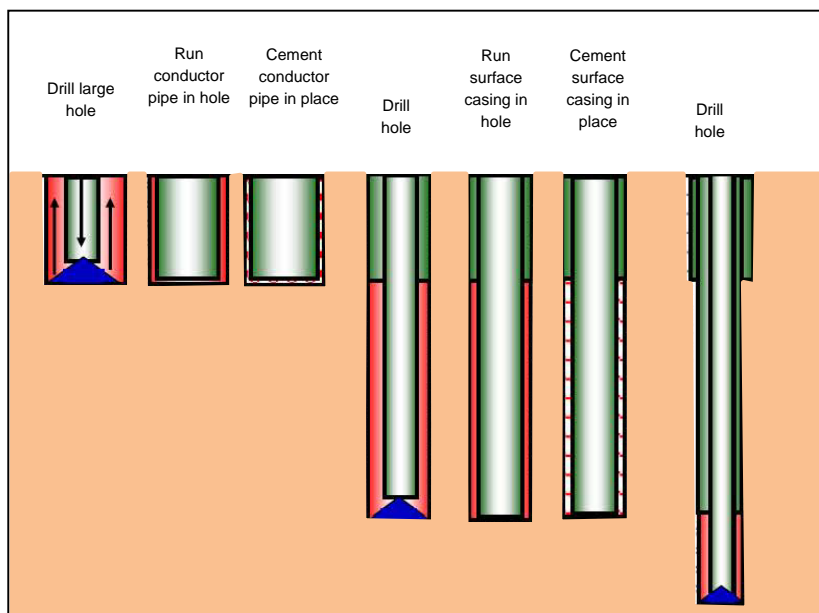 Drill large
hole
Run
conductor
pipe in hole
Cement
conductor
pipe in place
Drill
hole
Run
surface
casing in
hole
Cement
surface
casing in
place
Drill
hole